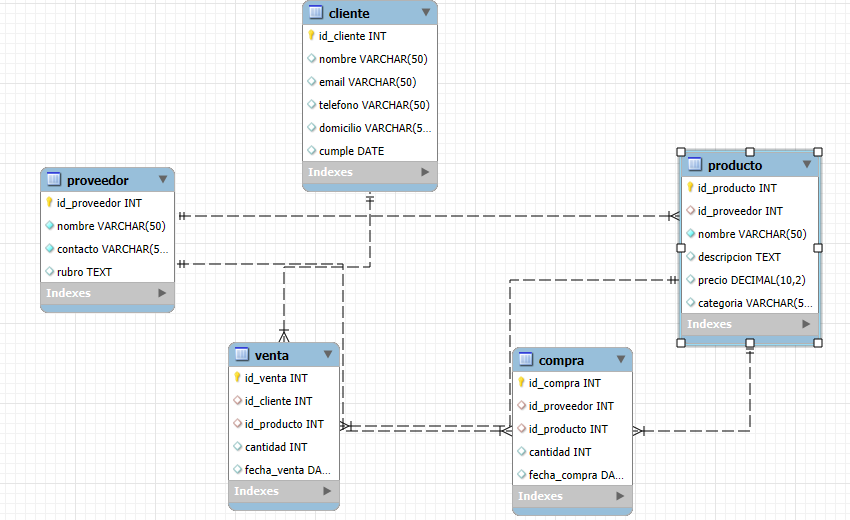 cliente
id_cliente INT
nombre VARCHAR(50)
email VARCHAR(50)
telefono VARCHAR(50)
domicilio VARCHAR(5...
cumple DATE
Indexes
proveedor
id_proveedor INT
nombre VARCHAR(50)
contacto VARCHAR(5...
rubro TEXT
Indexes
producto
id_producto INT
id_proveedor INT
nombre VARCHAR(50)
descripcion TEXT
precio DECIMAL(10,2)
categoria VARCHAR(5...
Indexes
venta
id_venta INT
id_cliente INT
id_producto INT
cantidad INT
fecha_venta DA...
Indexes
compra
id_compra INT
id_proveedor INT
id_producto INT
cantidad INT
fecha_compra DA...
Indexes